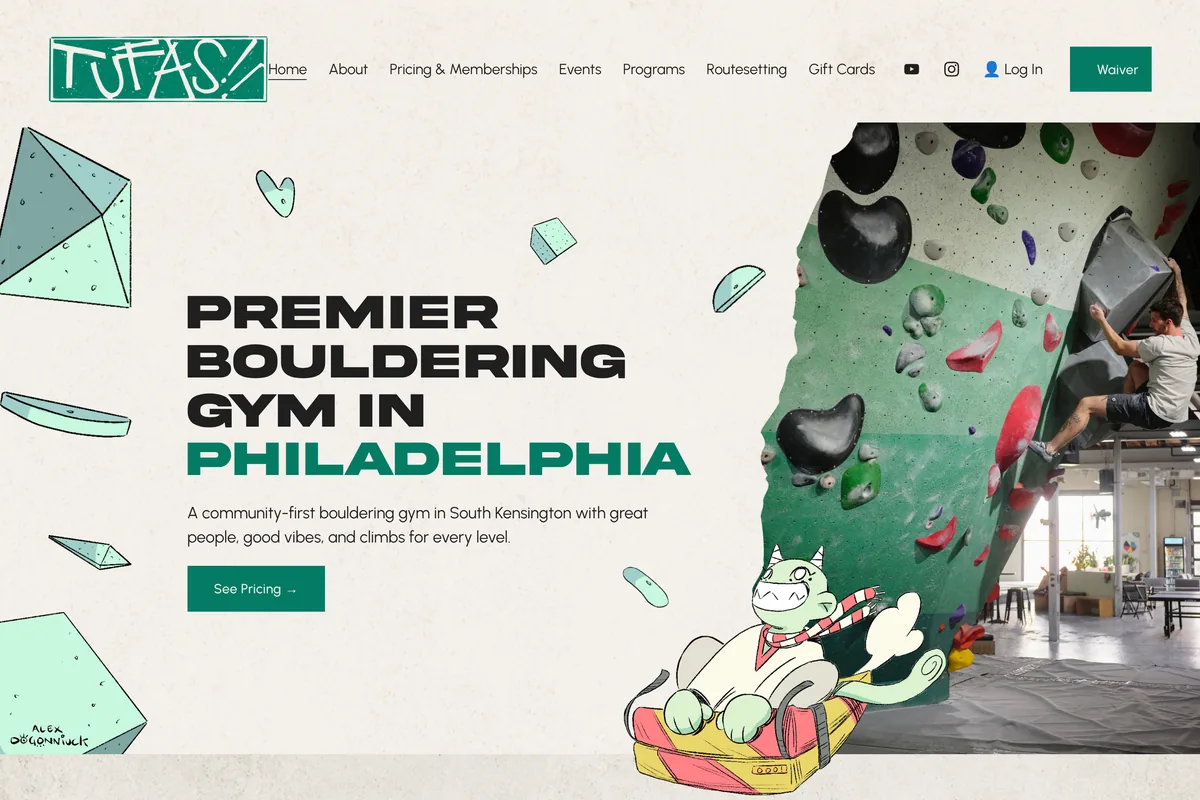 TUFAS!!
Home
About
Pricing & Memberships
Events
Programs
Routesetting
Gift Cards
Log In
Waiver
PREMIER
BOULDERING
GYM IN
PHILADELPHIA
A community-first bouldering gym in South Kensington with great
people, good vibes, and climbs for every level.
See Pricing →
ALEX